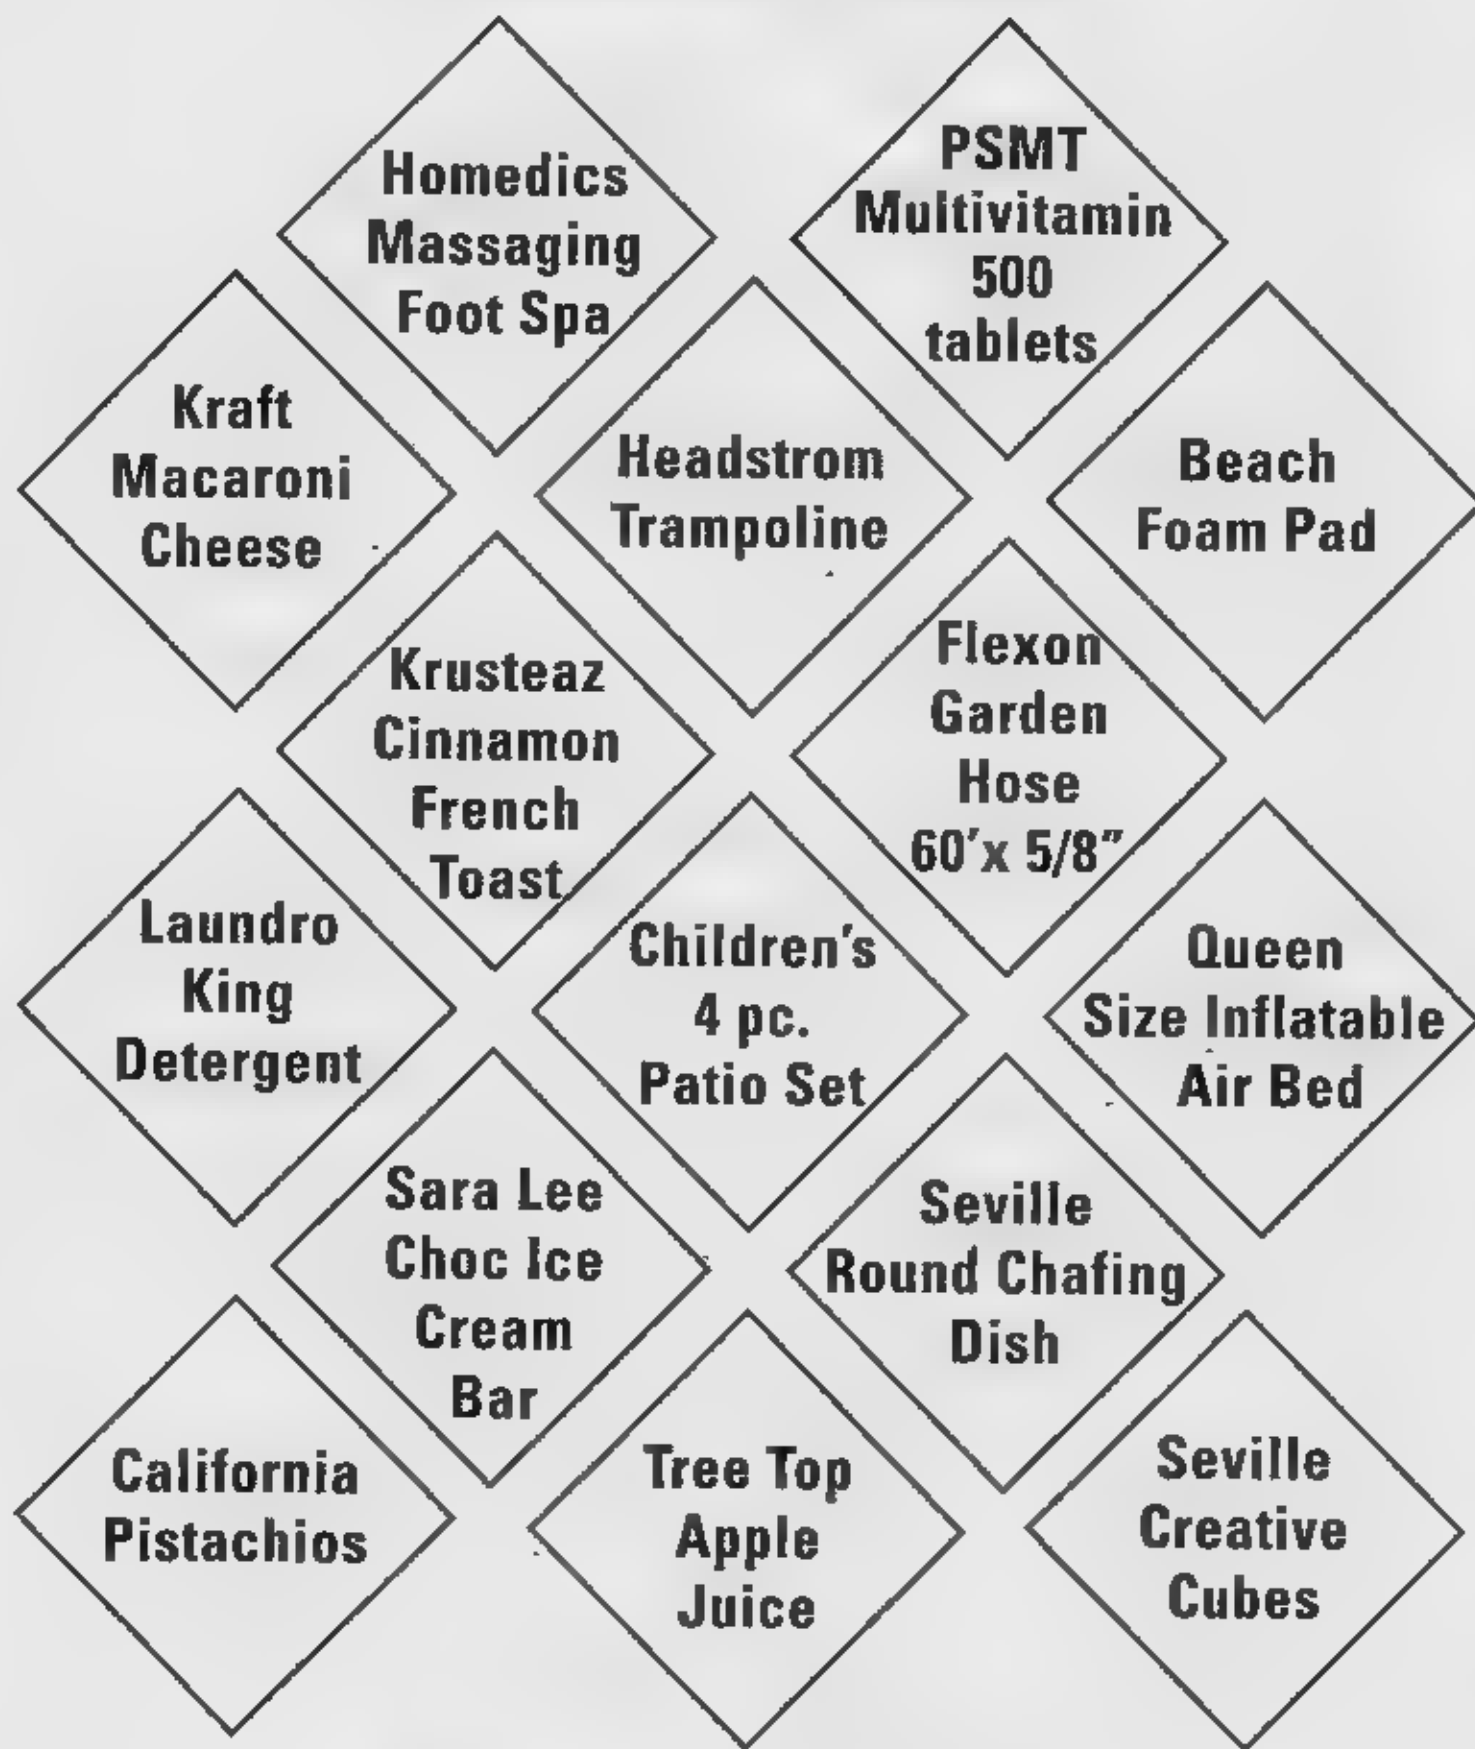 Homedics
Massaging
Foot Spa
PSMT
Multivitamin
500
tablets
Kraft
Macaroni
Cheese
Headstrom
Trampoline
Beach
Foam Pad
Krusteaz
Cinnamon
French
Toast
Flexon
Garden
Hose
60'x 5/8"
Laundro
King
Detergent
Children's
4 pc.
Patio Set
Queen
Size Inflatable
Air Bed
Sara Lee
Choc Ice
Cream
Bar
Seville
Round Chafing
Dish
California
Pistachios
Tree Top
Apple
Juice
Seville
Creative
Cubes